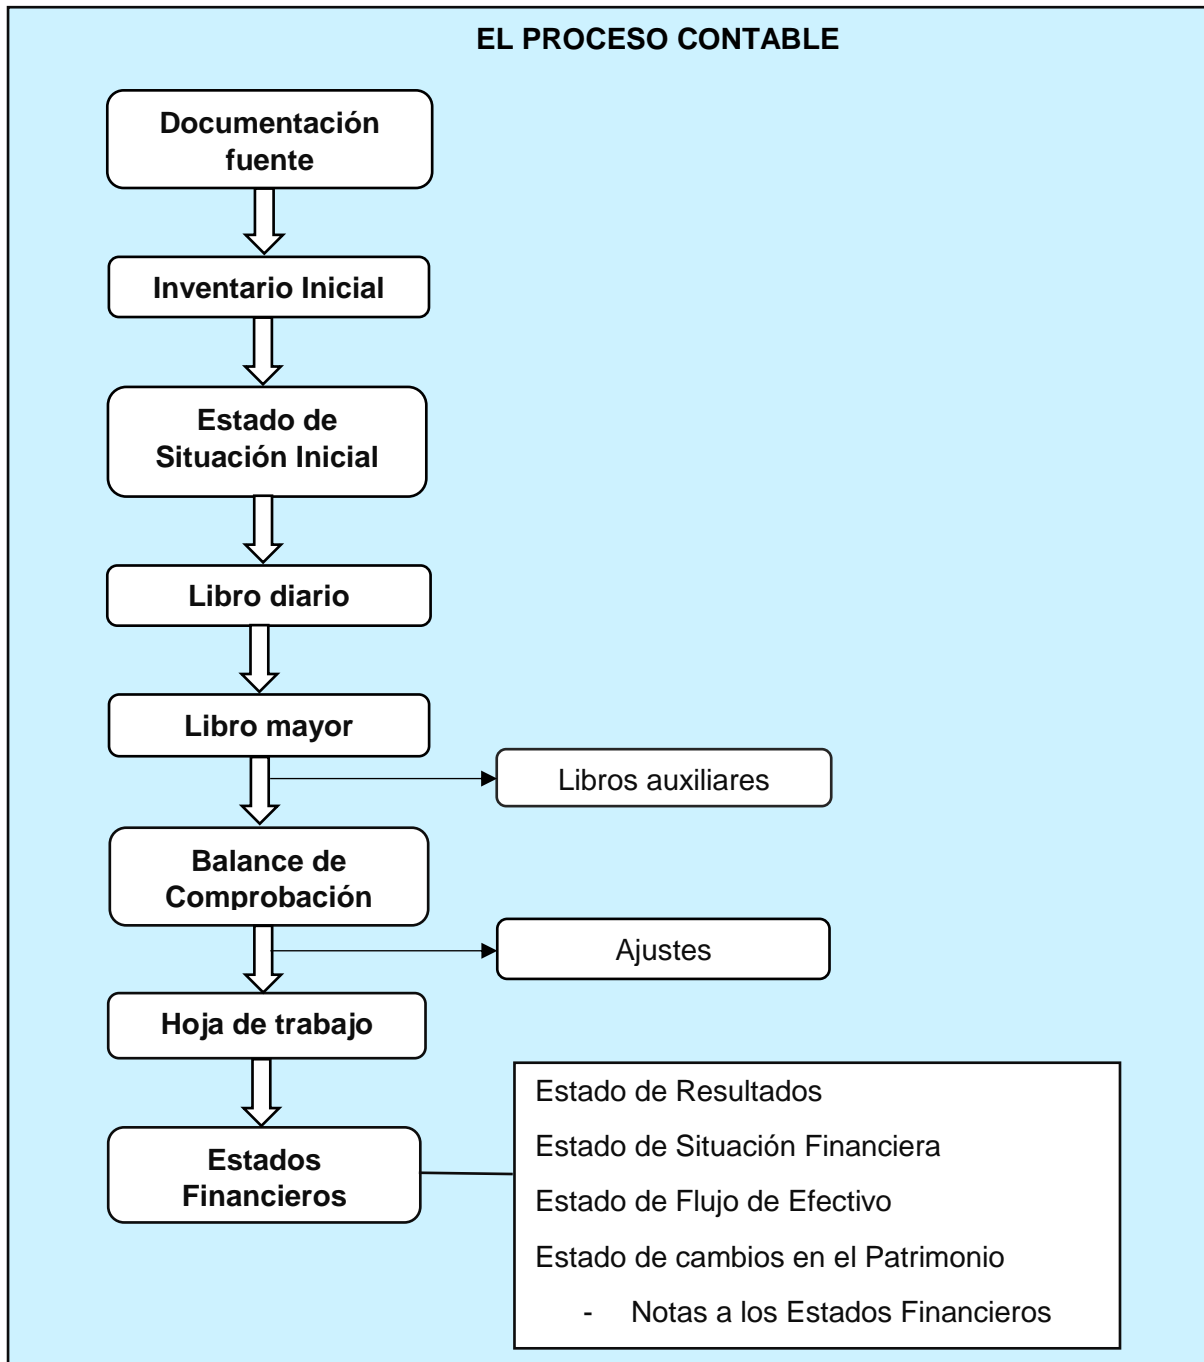 EL PROCESO CONTABLE
Documentación
fuente
Inventario Inicial
Estado de
Situación Inicial
Libro diario
Libro mayor
Libros auxiliares
Balance de
Comprobación
Ajustes
Hoja de trabajo
Estados
Financieros
Estado de Resultados
Estado de Situación Financiera
Estado de Flujo de Efectivo
Estado de cambios en el Patrimonio
- Notas a los Estados Financieros